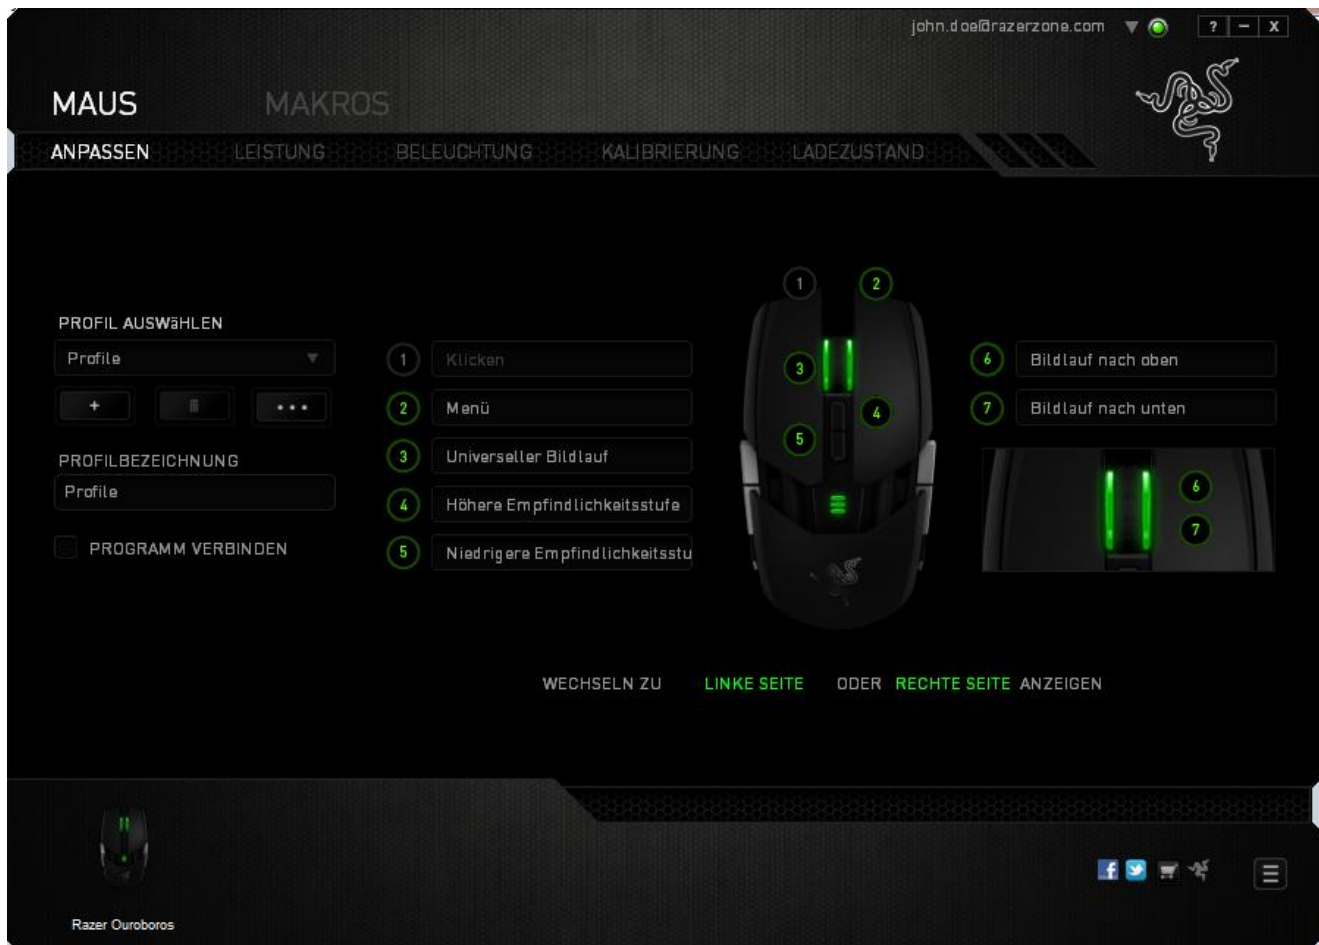 john.doe@razerzone.com
?
–
X
MAUS
MAKROS
ANPASSEN
LEISTUNG
BELEUCHTUNG
KALIBRIERUNG
LADEZUSTAND
PROFIL AUSWäHLEN
Profile
+
•••
PROFILBEZEICHNUNG
Profile
PROGRAMM VERBINDEN
1 Klicken
2 Menü
3 Universeller Bildlauf
4 Höhere Empfindlichkeitsstufe
5 Niedrigere Empfindlichkeitsstu
1
2
3
4
5
6 Bildlauf nach oben
7 Bildlauf nach unten
6
7
WECHSELN ZU LINKE SEITE ODER RECHTE SEITE ANZEIGEN
Razer Ouroboros